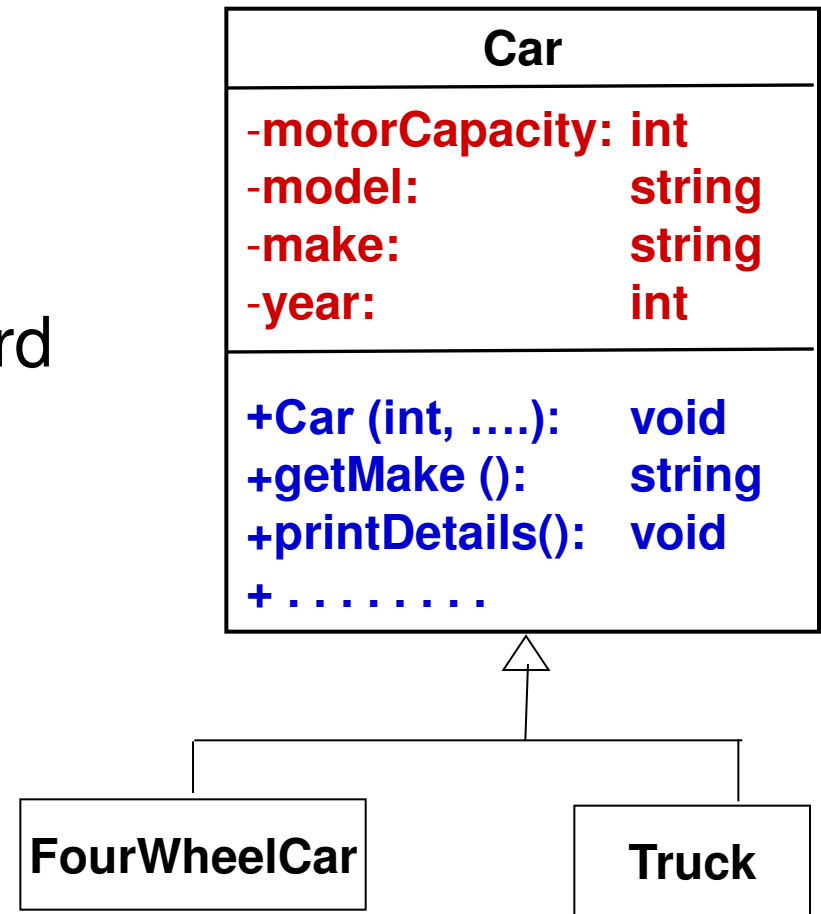 Car
-motorCapacity: int
-model: string
-make: string
-year: int
rd
+Car (int, ….): void
+getMake (): string
+printDetails(): void
+ . . . . . . . .
FourWheelCar
Truck